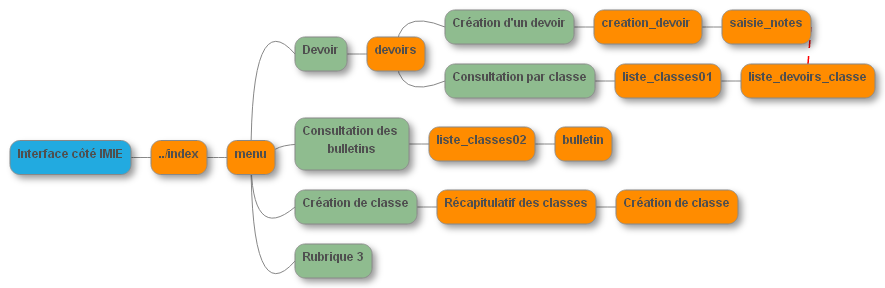 Interface côté IMIE
../index
menu
Devoir
devoirs
Création d'un devoir
creation_devoir
saisie_notes
Consultation par classe
liste_classes01
liste_devoirs_classe
Consultation des
bulletins
liste_classes02
bulletin
Création de classe
Récapitulatif des classes
Création de classe
Rubrique 3